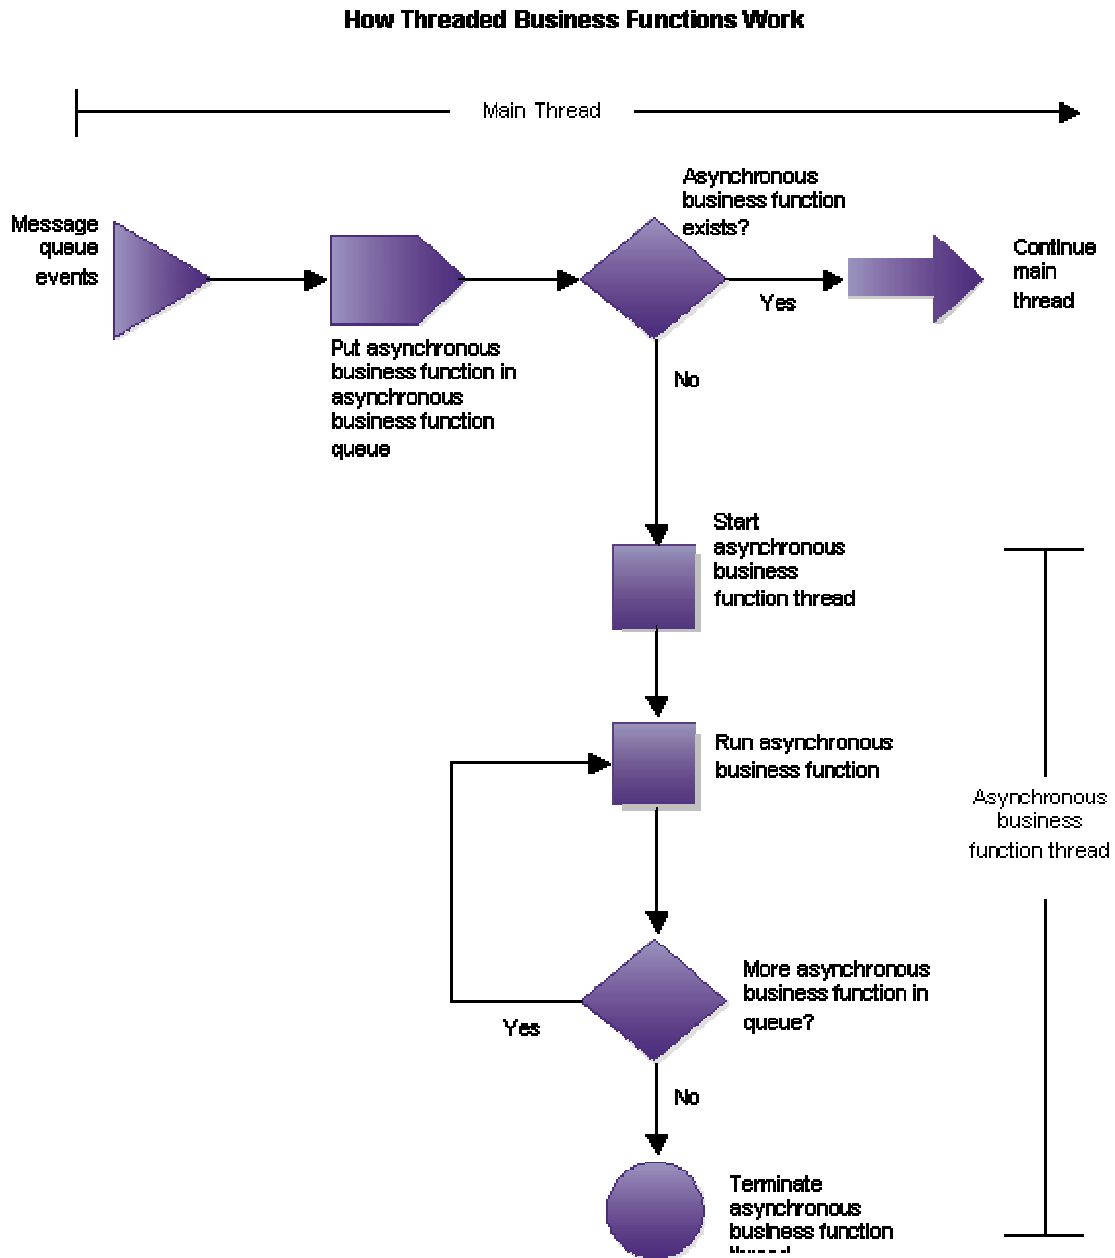 How Threaded Business Functions Work
Main Thread
Message
queue
events
Put asynchronous
business function in
asynchronous
business function
queue
Asynchronous
business function
exists?
Yes
Continue
main
thread
No
Start
asynchronous
business
function thread
Run asynchronous
business function
Asynchronous
business
function thread
More asynchronous
business function in
queue?
Yes
No
Terminate
asynchronous
business function
thread